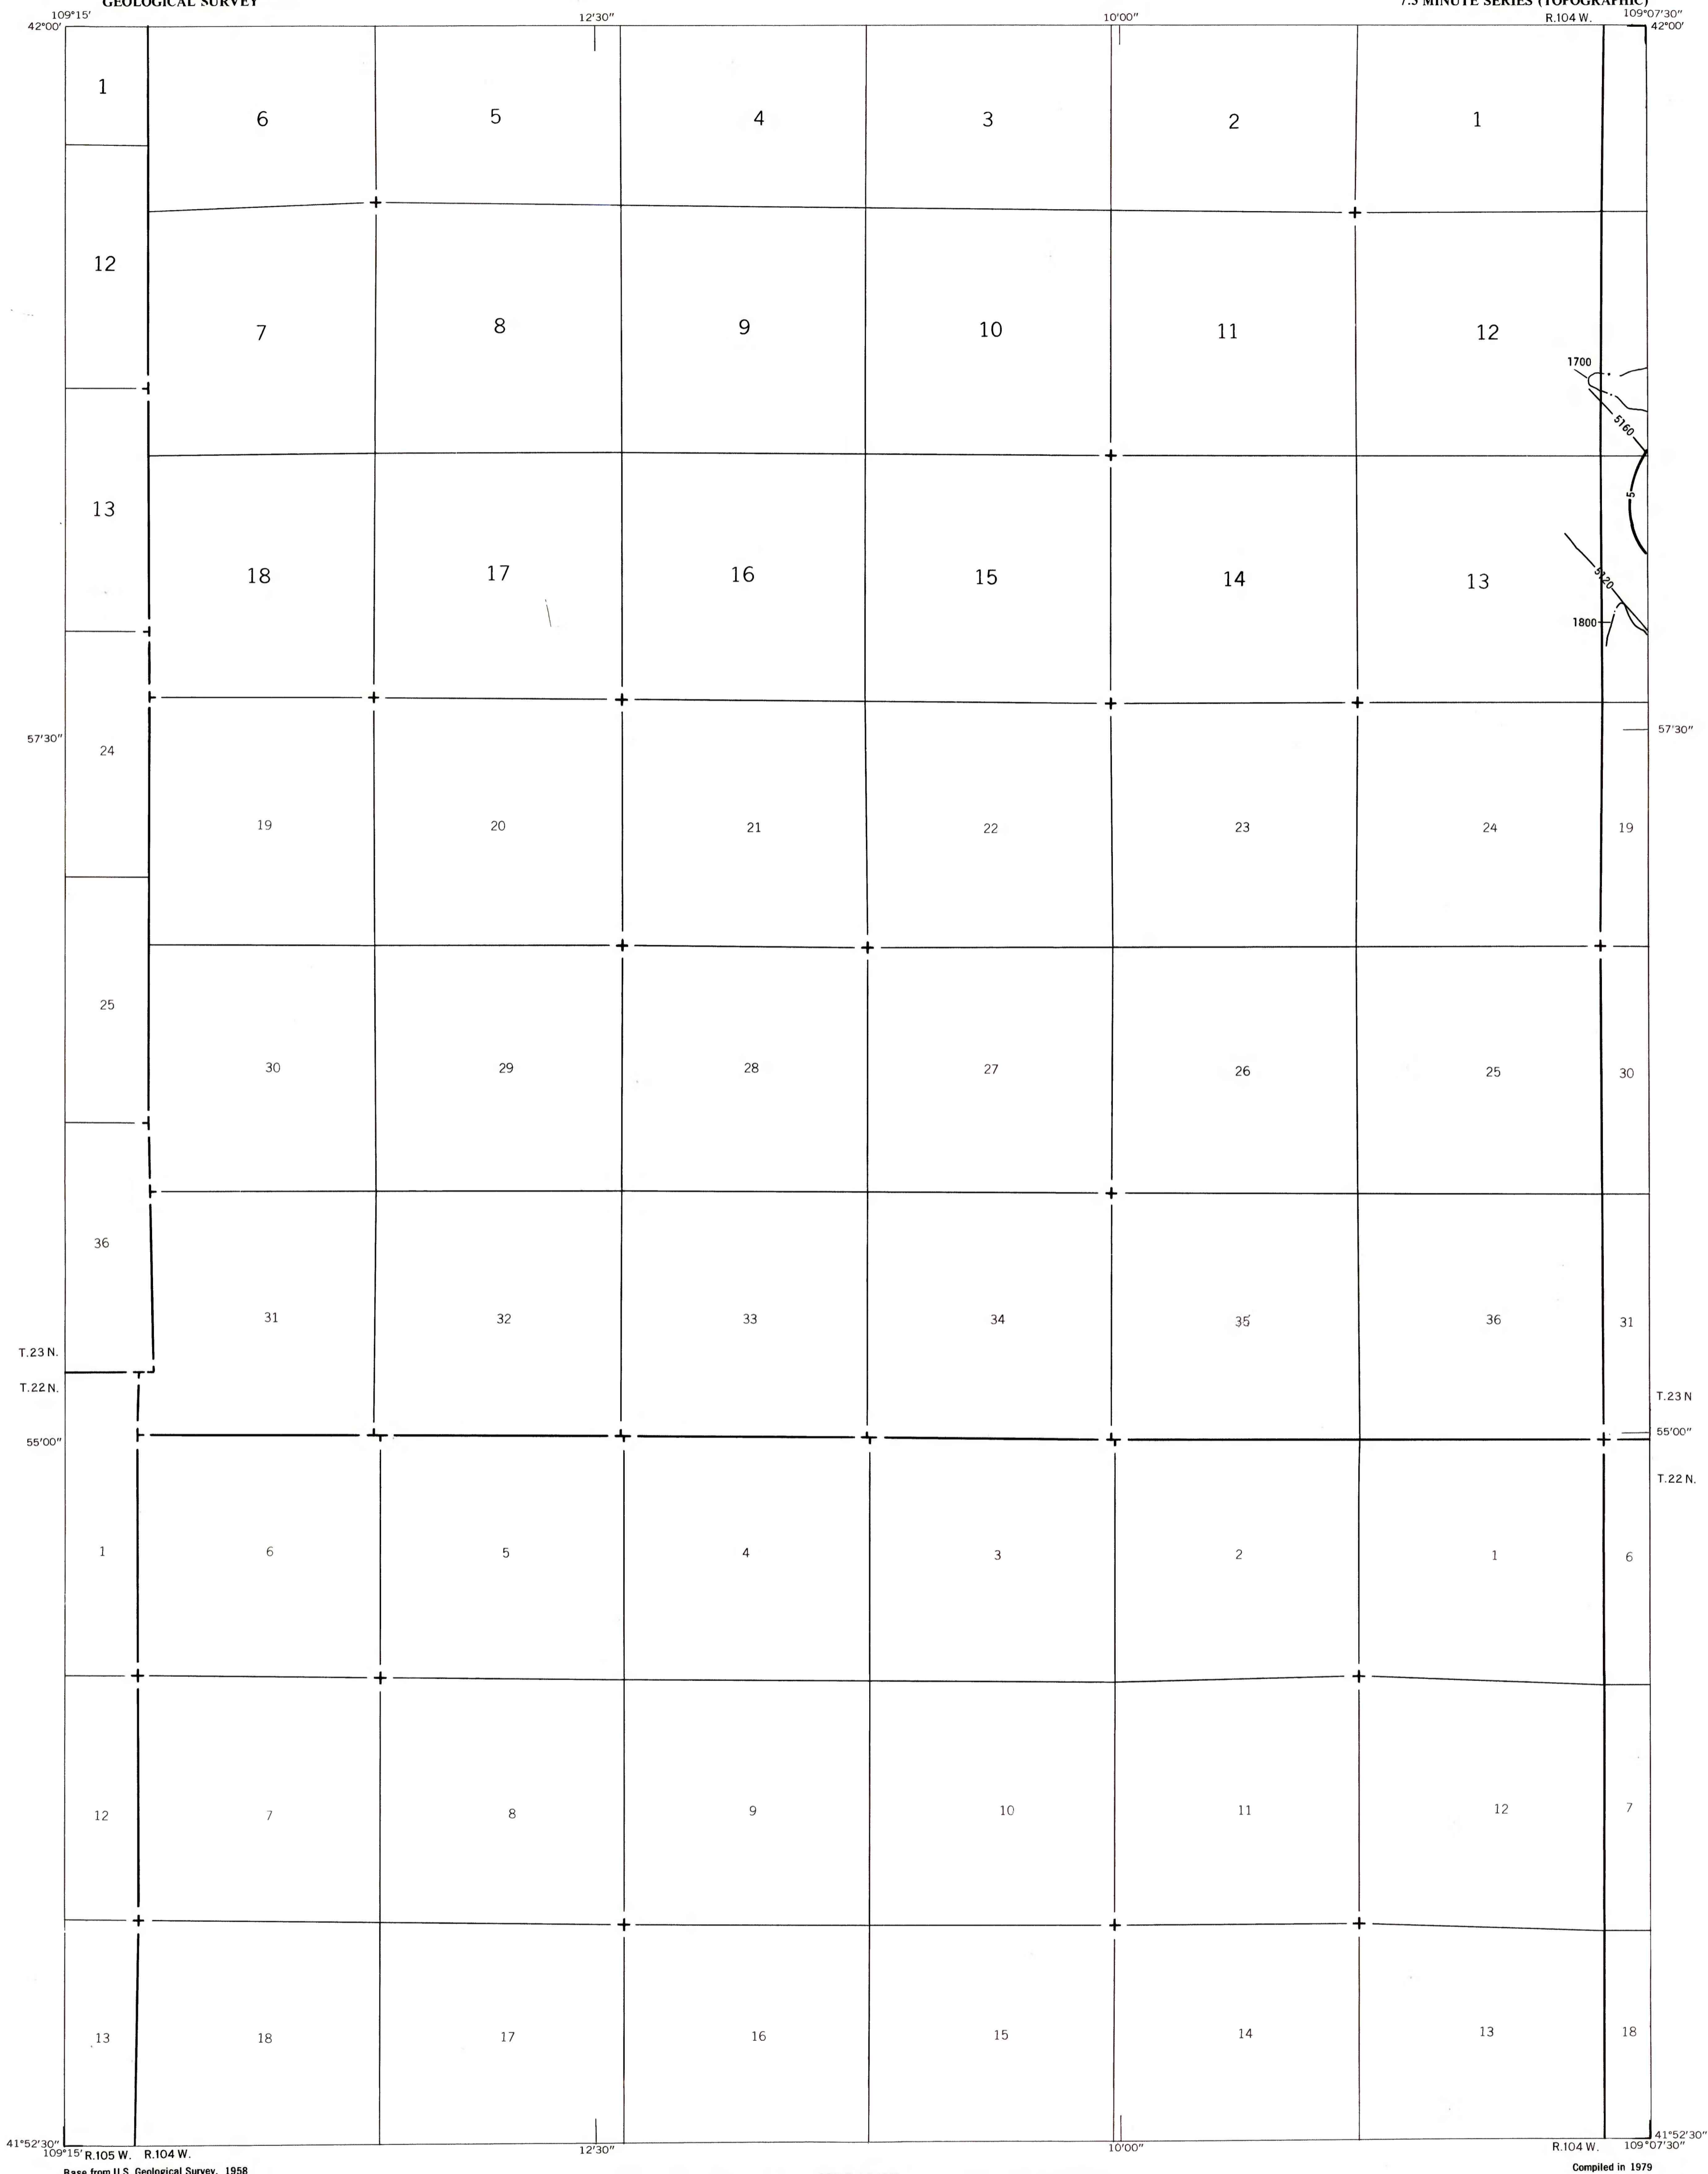 GEOLOGICAL SURVEY 7.5 MINUTE SERIES (TOPOGRAPHIC)
109°15′ 12′30″ 10′00″ R.104 W. 109°07′30″
42°00′ 42°00′
1
6 5 4 3 2 1
12
7 8 9 10 11 12
1700
5160
13
5
18 17 16 15 14 13
5120
1800
57′30″ 57′30″
24
19 20 21 22 23 24 19
25
30 29 28 27 26 25 30
36
31 32 33 34 35 36 31
T.23 N.
T.22 N.
T.23 N
55′00″ 55′00″
T.22 N.
1 6 5 4 3 2 1 6
12 7 8 9 10 11 12 7
13 18 17 16 15 14 13 18
41°52′30″ 41°52′30″
109°15′ R.105 W. R.104 W. 12′30″ 10′00″ R.104 W. 109°07′30″
Base from U.S. Geological Survey, 1958 Compiled in 1979